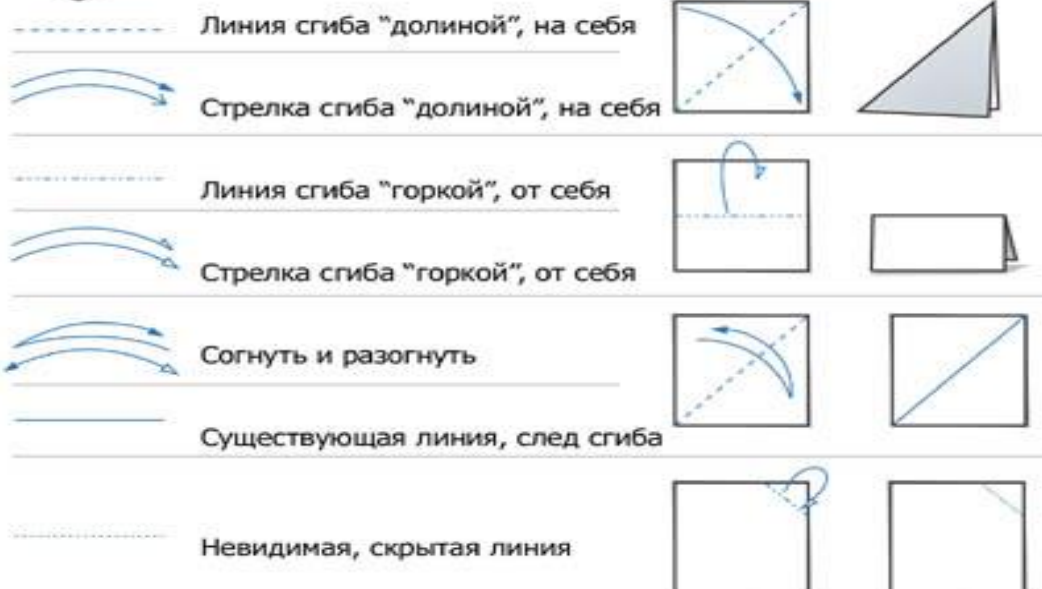 Линия сгиба "долиной", на себя
Стрелка сгиба "долиной", на себя
Линия сгиба "горкой", от себя
Стрелка сгиба "горкой", от себя
Согнуть и разогнуть
Существующая линия, след сгиба
Невидимая, скрытая линия